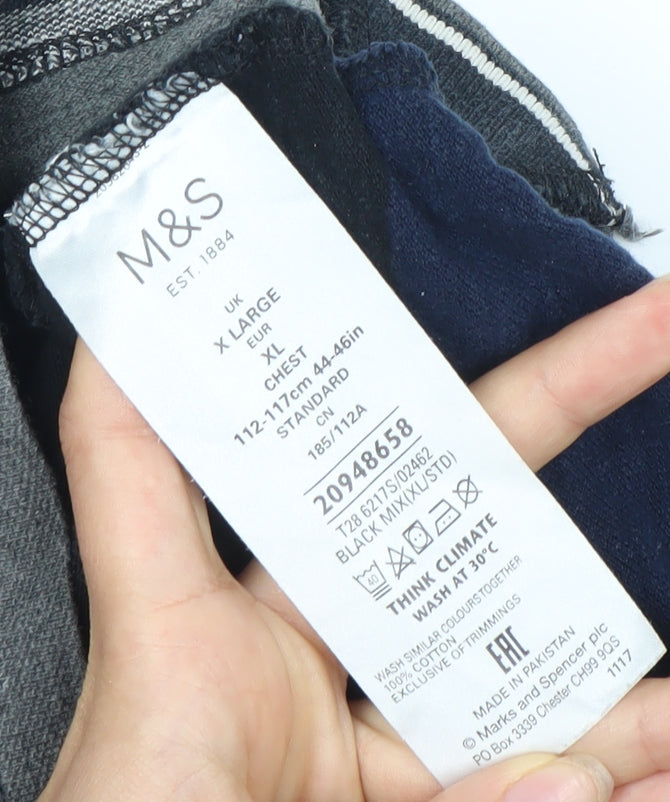 M&S
EST. 1884
UK
X LARGE
EUR
XL
CHEST
112-117cm 44-46in
STANDARD
CN
185/112A
20948658
T28 6217S/02462
BLACK MIX(XL/STD)
40
THINK CLIMATE
WASH AT 30°C
WASH SIMILAR COLOURS TOGETHER
100% COTTON
EXCLUSIVE OF TRIMMINGS
EAC
MADE IN PAKISTAN
© Marks and Spencer plc
PO Box 3339 Chester CH99 9QS
1117